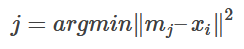 j = argmin‖m_j−x_i‖^2